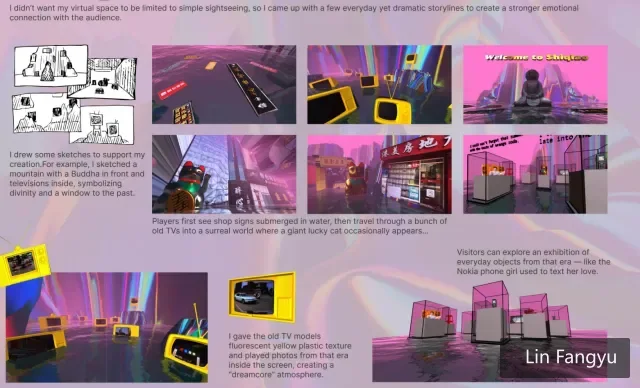 I didn't want my virtual space to be limited to simple sightseeing, so I came up with a few everyday yet dramatic storylines to create a stronger emotional
connection with the audience.
Welcome to Shiqiao
I drew some sketches to support my
creation.For example, I sketched a
mountain with a Buddha in front and
televisions inside, symbolizing
divinity and a window to the past.
Players first see shop signs submerged in water, then travel through a bunch of
old TVs into a surreal world where a giant lucky cat occasionally appears...
Visitors can explore an exhibition of
everyday objects from that era — like the
Nokia phone girl used to text her love.
I gave the old TV models
fluorescent yellow plastic texture
and played photos from that era
inside the screen, creating a
"dreamcore" atmosphere.
Lin Fangyu